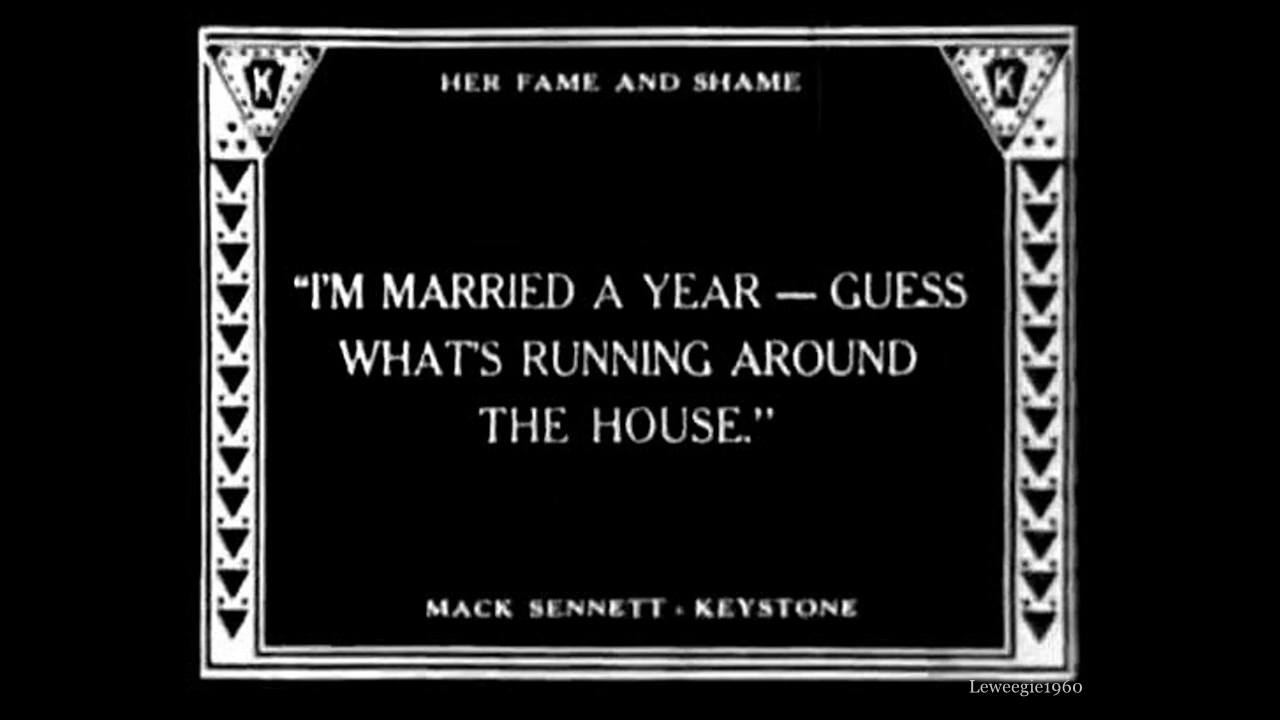 K K
HER FAME AND SHAME
"I'M MARRIED A YEAR — GUESS
WHAT'S RUNNING AROUND
THE HOUSE."
MACK SENNETT · KEYSTONE
Leweegie1960